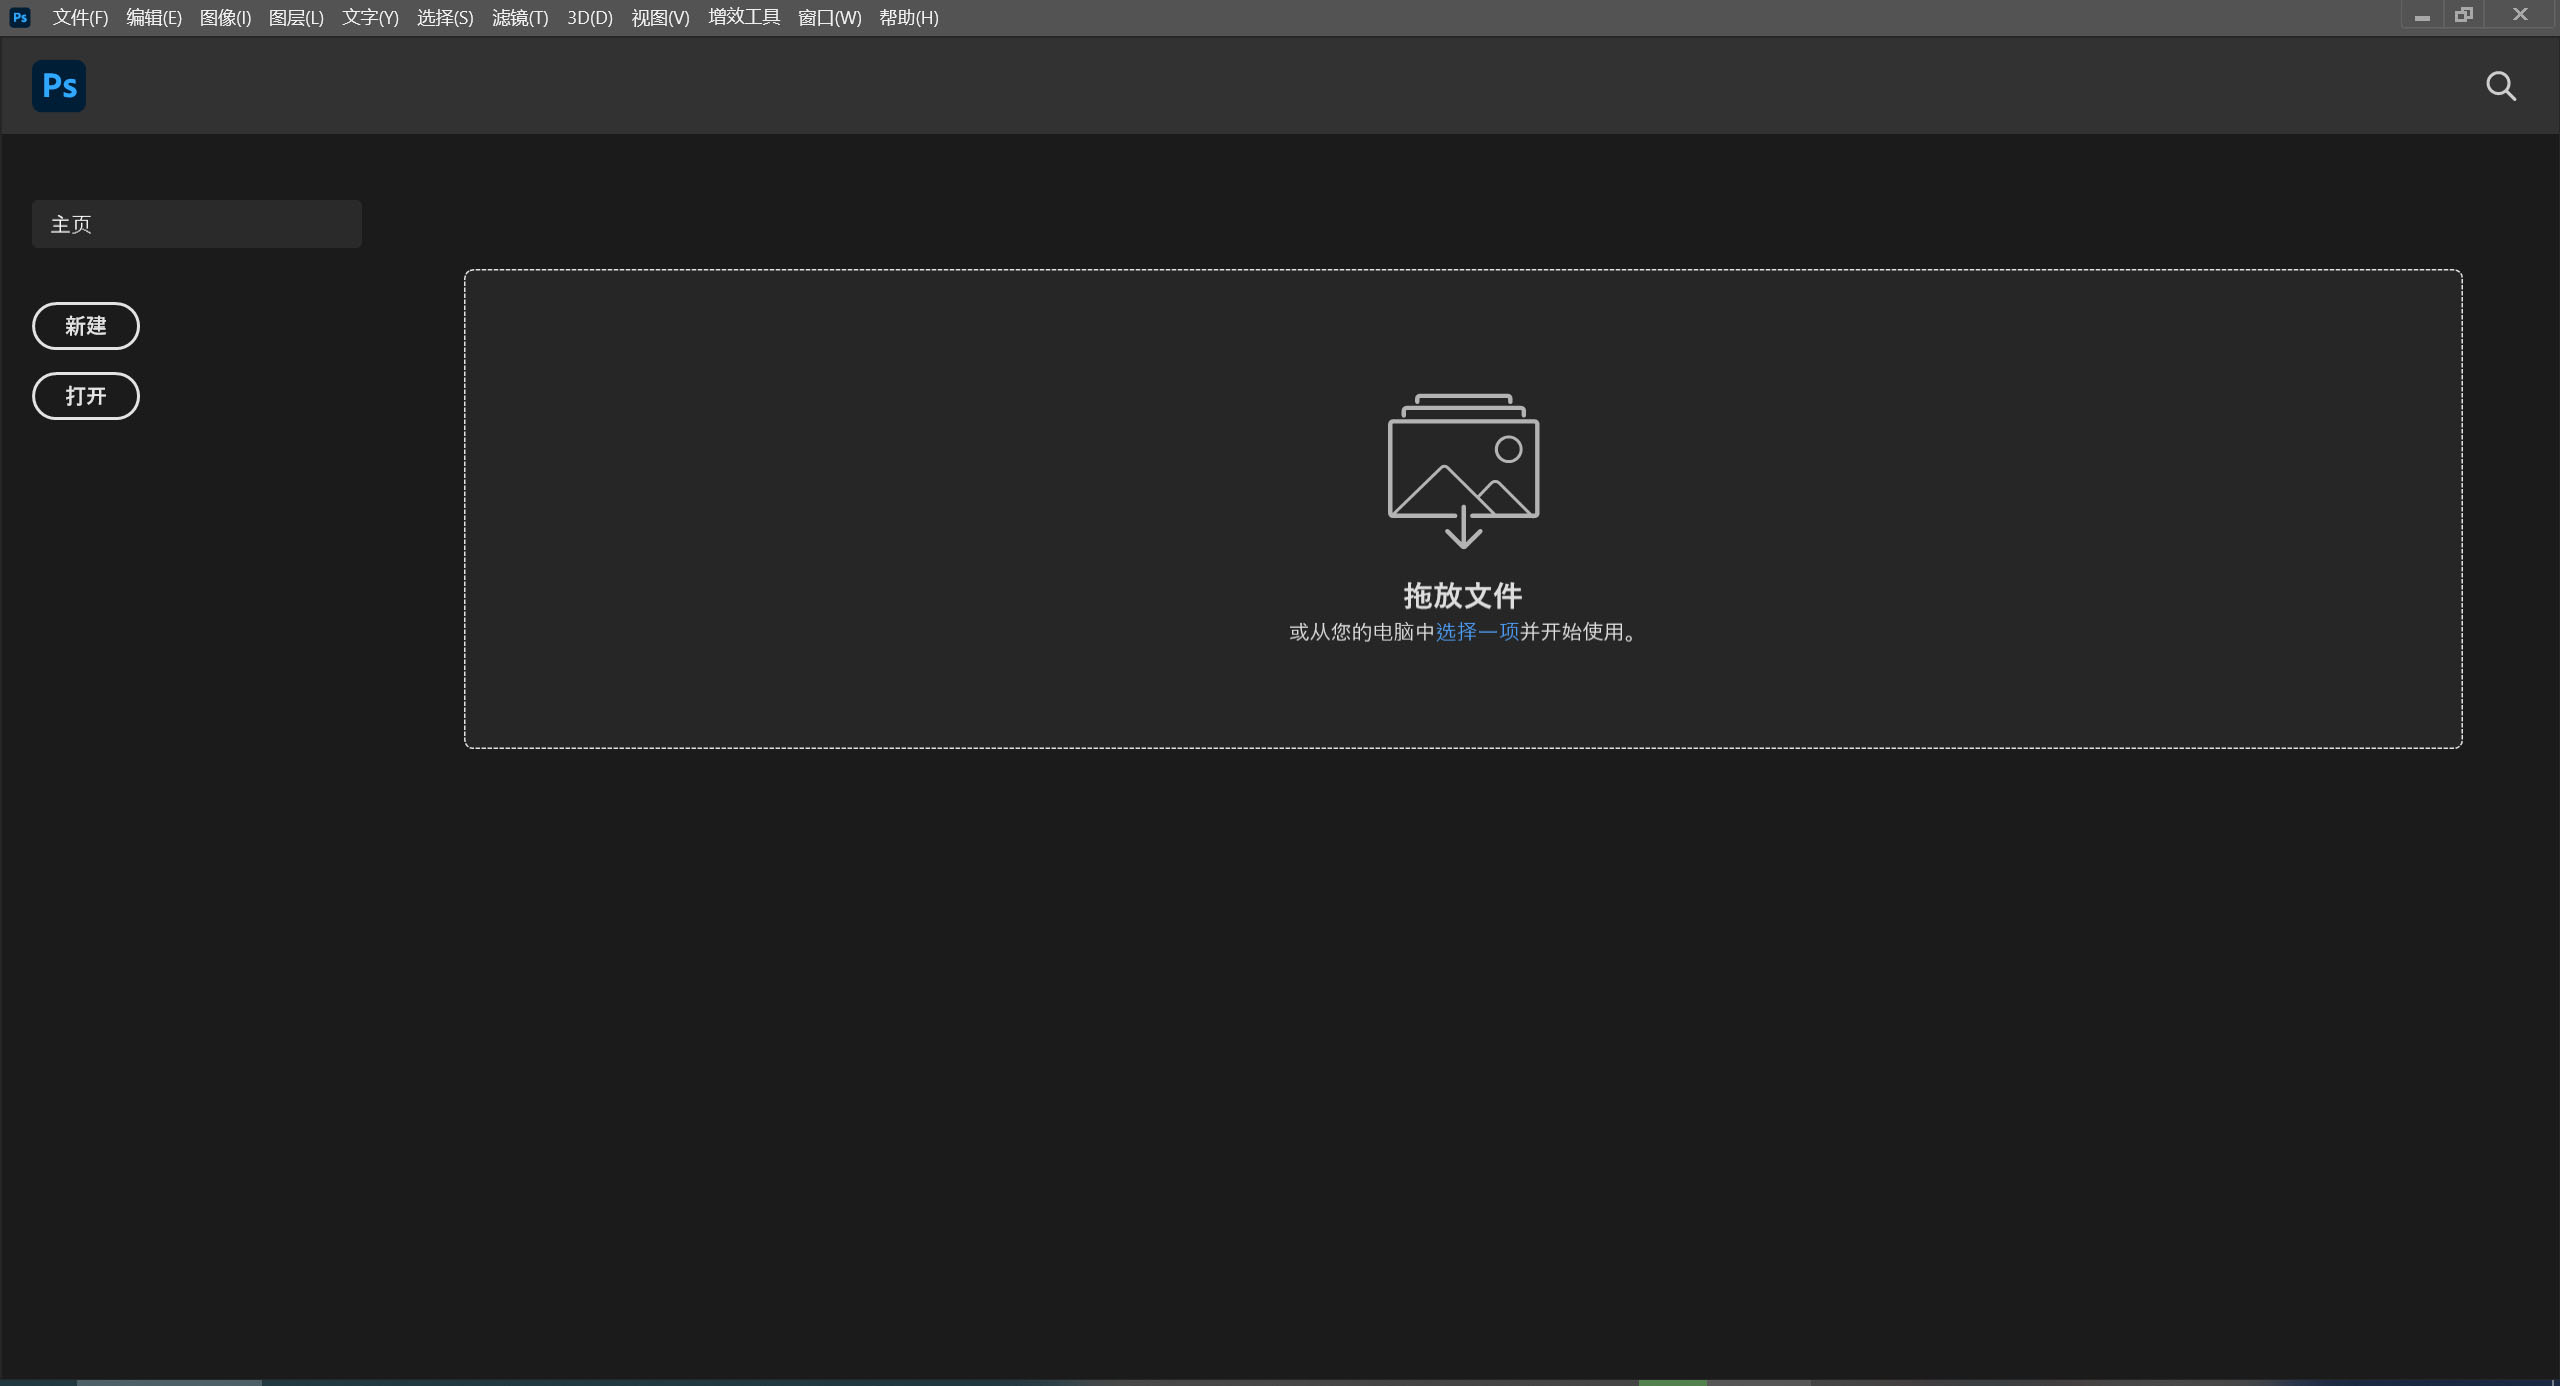 Ps 文件(F) 编辑(E) 图像(I) 图层(L) 文字(Y) 选择(S) 滤镜(T) 3D(D) 视图(V) 增效工具 窗口(W) 帮助(H)
Ps
主页
新建
打开
拖放文件
或从您的电脑中选择一项并开始使用。